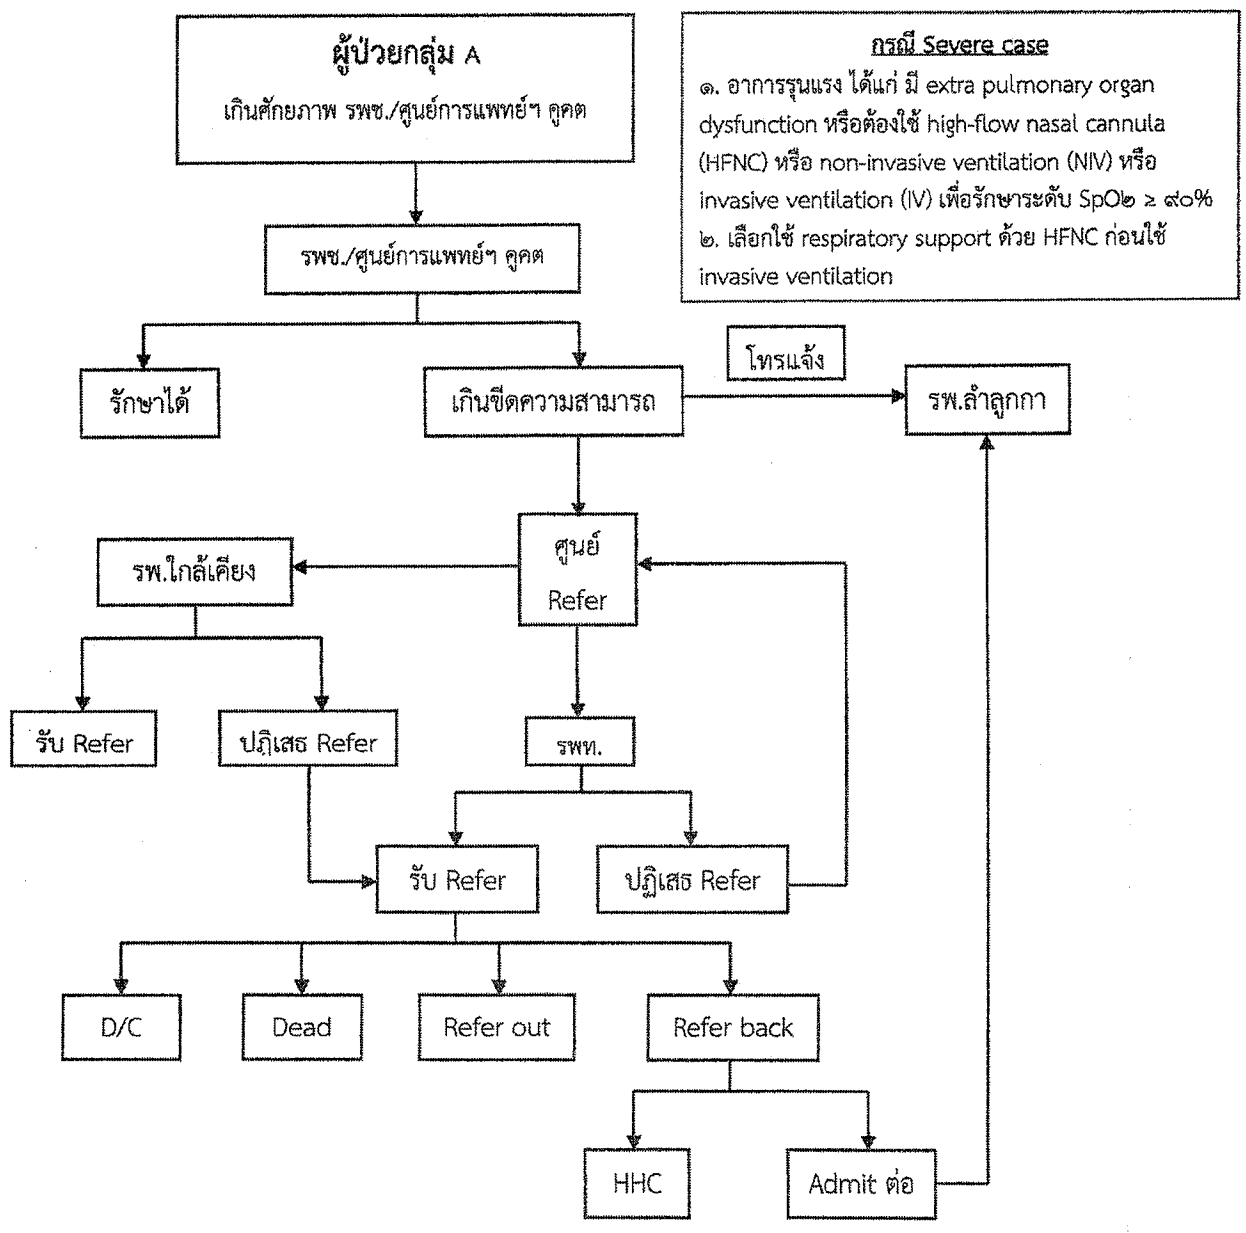 ผู้ป่วยกลุ่ม A
เกินศักยภาพ รพช./ศูนย์การแพทย์ฯ คูคต
กรณี Severe case
๑. อาการรุนแรง ได้แก่ มี extra pulmonary organ
dysfunction หรือต้องใช้ high-flow nasal cannula
(HFNC) หรือ non-invasive ventilation (NIV) หรือ
invasive ventilation (IV) เพื่อรักษาระดับ SpO๒ ≥ ๙๐%
๒. เลือกใช้ respiratory support ด้วย HFNC ก่อนใช้
invasive ventilation
รพช./ศูนย์การแพทย์ฯ คูคต
รักษาได้
เกินขีดความสามารถ
โทรแจ้ง
รพ.ลำลูกกา
ศูนย์
Refer
รพ.ใกล้เคียง
รับ Refer
ปฏิเสธ Refer
รพท.
รับ Refer
ปฏิเสธ Refer
D/C
Dead
Refer out
Refer back
HHC
Admit ต่อ